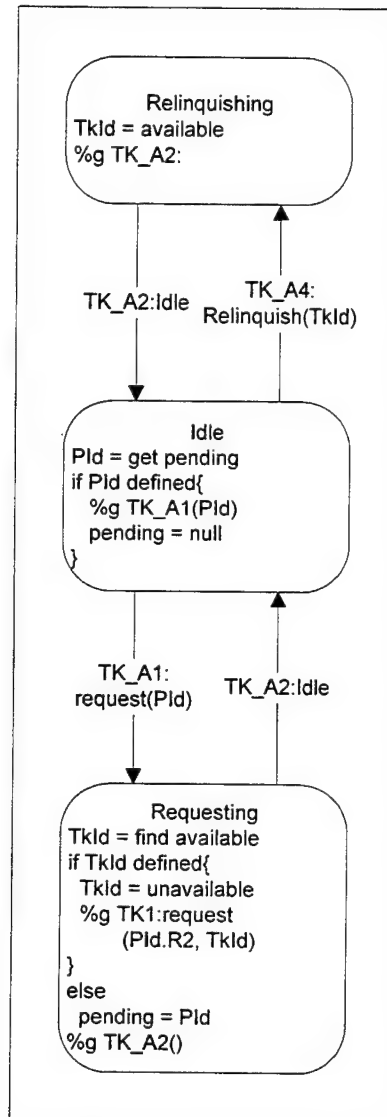 Relinquishing
TkId = available
%g TK_A2:
TK_A2:Idle
TK_A4:
Relinquish(TkId)
Idle
PId = get pending
if PId defined{
%g TK_A1(PId)
pending = null
}
TK_A1:
request(PId)
TK_A2:Idle
Requesting
TkId = find available
if TkId defined{
TkId = unavailable
%g TK1:request
(PId.R2, TkId)
}
else
pending = PId
%g TK_A2()